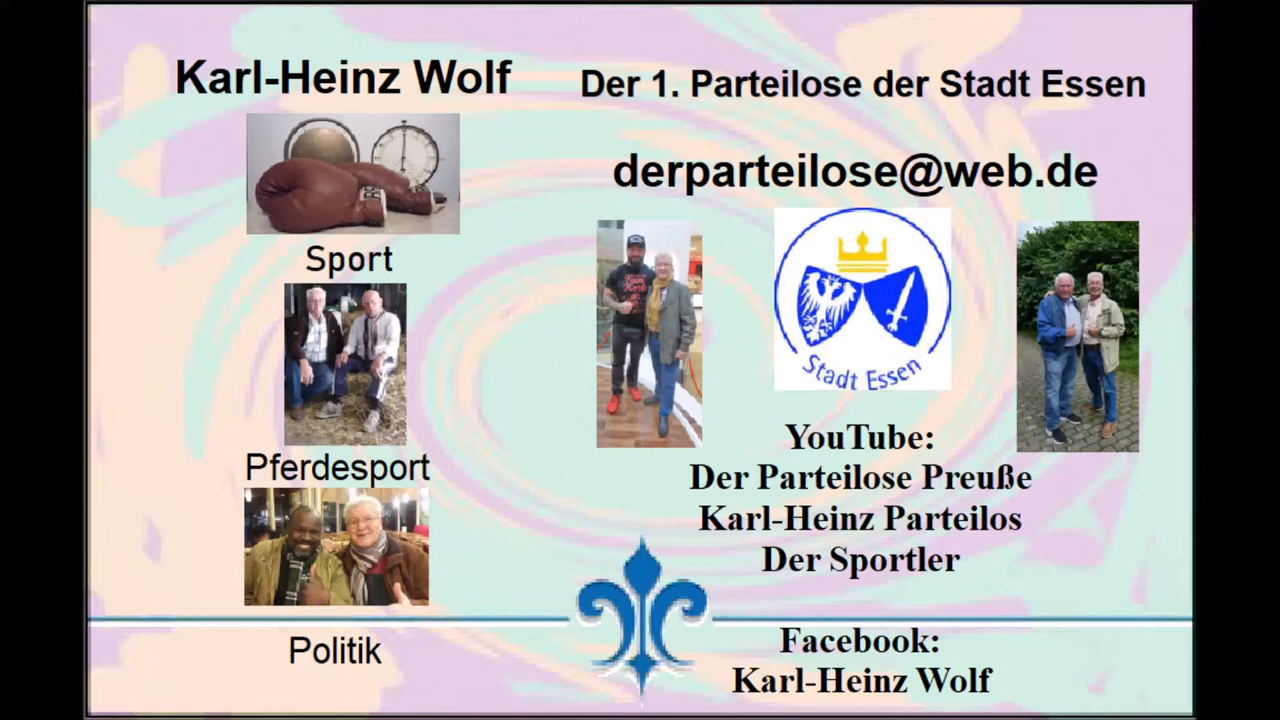 Karl-Heinz Wolf
Der 1. Parteilose der Stadt Essen
derparteilose@web.de
Sport
Pferdesport
Politik
Stadt Essen
YouTube:
Der Parteilose Preuße
Karl-Heinz Parteilos
Der Sportler
Facebook:
Karl-Heinz Wolf